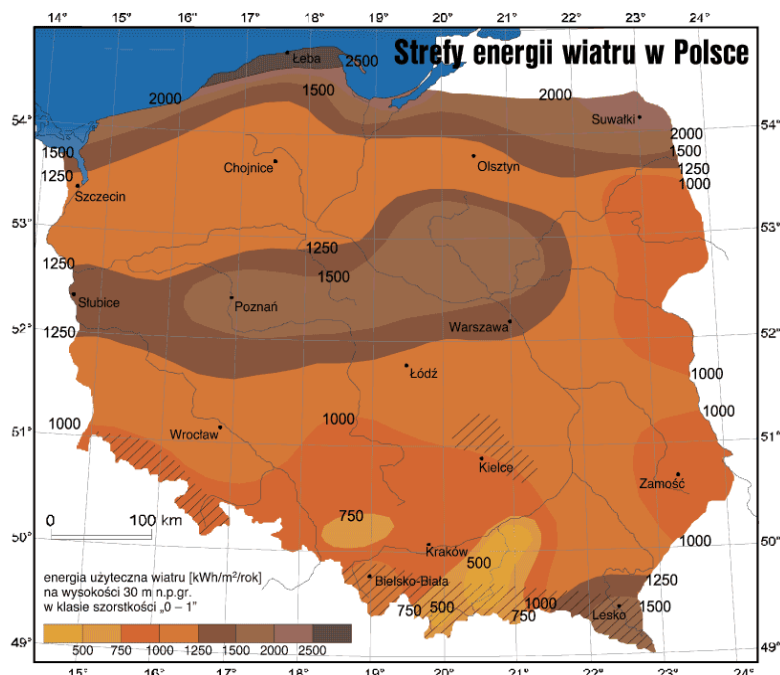 14° 15° 16° 17° 18° 19° 20° 21° 22° 23° 24°
Strefy energii wiatru w Polsce
Łeba
2500
2000
1500
2000
54°
Suwałki
54°
2000
1500
1500
1250
1250
1000
Chojnice
Olsztyn
Szczecin
53°
53°
1250
1250
1500
Słubice
Poznań
Warszawa
52°
1250
52°
Łódź
1000
1000
1000
1000
51°
Wrocław
51°
Kielce
Zamość
750
0 100 km
50°
Kraków
1000
50°
500
energia użyteczna wiatru [kWh/m²/rok]
na wysokości 30 m n.p.gr.
w klasie szorstkości „0 – 1”
Bielsko-Biała
1250
750
500
750
1000
Lesko
1500
500 750 1000 1250 1500 2000 2500
49°
49°
15° 16° 17° 18° 19° 20° 21° 22° 23°